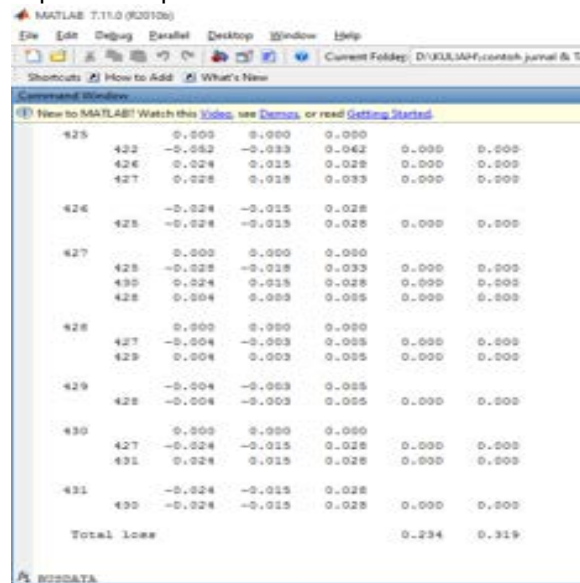 MATLAB 7.11.0 (R2010b)
File Edit Debug Parallel Desktop Window Help
Current Folder: D:\KULIAH\contoh jurnal & T
Shortcuts How to Add What's New
Command Window
New to MATLAB? Watch this Video, see Demos, or read Getting Started.
425 0.000 0.000 0.000
422 -0.052 -0.033 0.062 0.000 0.000
426 0.024 0.015 0.028 0.000 0.000
427 0.028 0.018 0.033 0.000 0.000
426 -0.024 -0.015 0.028
425 -0.024 -0.015 0.028 0.000 0.000
427 0.000 0.000 0.000
425 -0.028 -0.018 0.033 0.000 0.000
430 0.024 0.015 0.028 0.000 0.000
428 0.004 0.003 0.005 0.000 0.000
428 0.000 0.000 0.000
427 -0.004 -0.003 0.005 0.000 0.000
429 0.004 0.003 0.005 0.000 0.000
429 -0.004 -0.003 0.005
428 -0.004 -0.003 0.005 0.000 0.000
430 0.000 0.000 0.000
427 -0.024 -0.015 0.028 0.000 0.000
431 0.024 0.015 0.028 0.000 0.000
431 -0.024 -0.015 0.028
430 -0.024 -0.015 0.028 0.000 0.000
Total loss 0.234 0.319
BUSDATA